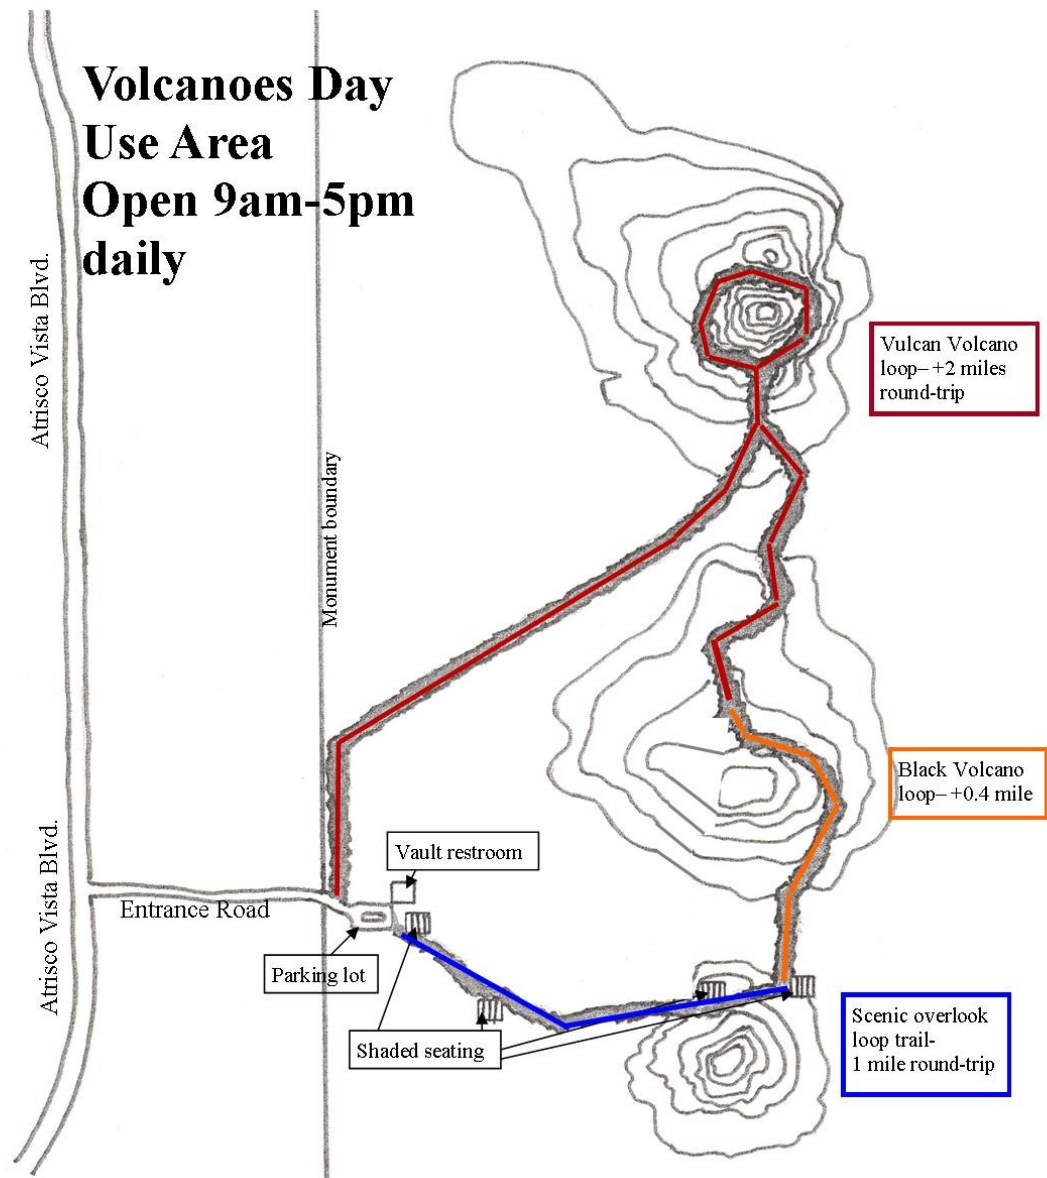 Volcanoes Day
Use Area
Open 9am-5pm
daily
Atrisco Vista Blvd.
Monument boundary
Vulcan Volcano
loop– +2 miles
round-trip
Black Volcano
loop– +0.4 mile
Atrisco Vista Blvd.
Vault restroom
Entrance Road
Parking lot
Shaded seating
Scenic overlook
loop trail-
1 mile round-trip